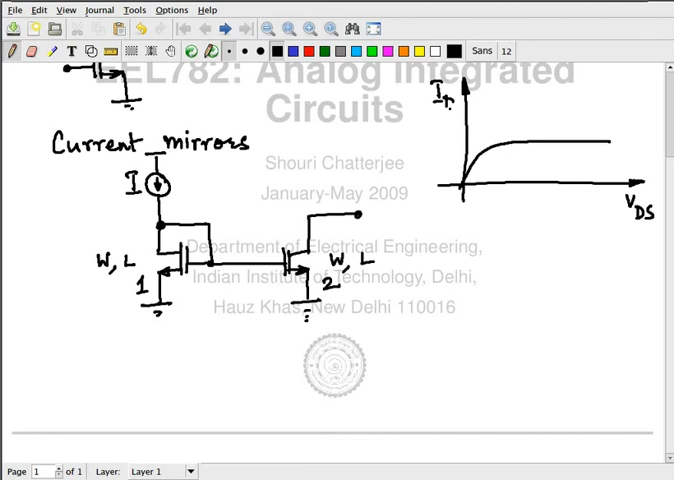 File Edit View Journal Tools Options Help
Sans 12
EEL782: Analog Integrated
Circuits
Current mirrors
Shouri Chatterjee
January-May 2009
I
W, L
1
W, L
2
V_DS
Department of Electrical Engineering,
Indian Institute of Technology, Delhi,
Hauz Khas, New Delhi 110016
Page 1 of 1 Layer: Layer 1